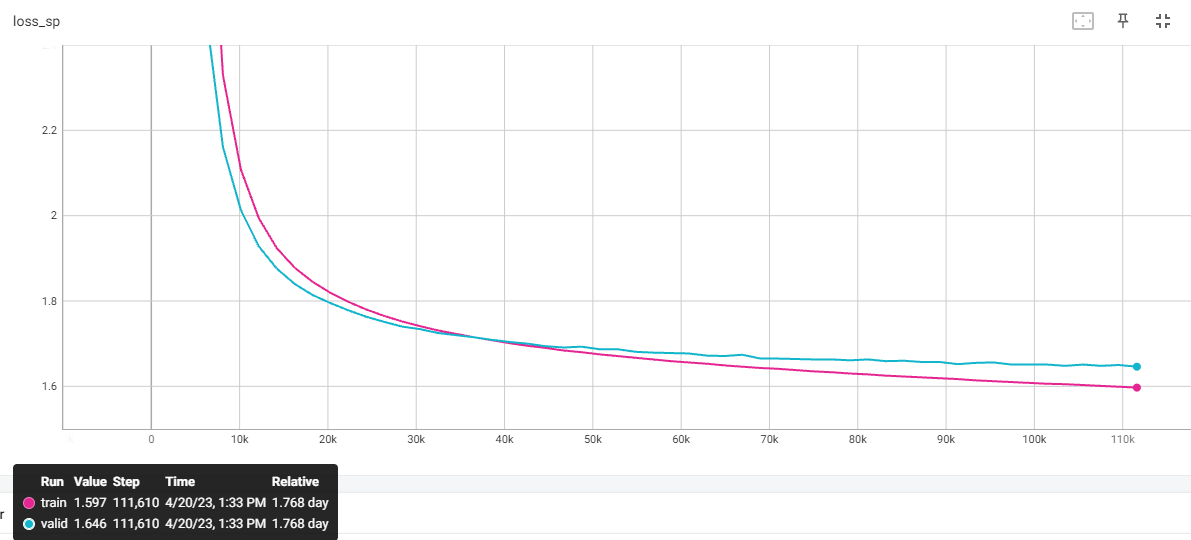 loss_sp
2.2
2
1.8
1.6
0 10k 20k 30k 40k 50k 60k 70k 80k 90k 100k 110k
Run Value Step Time Relative
train 1.597 111,610 4/20/23, 1:33 PM 1.768 day
valid 1.646 111,610 4/20/23, 1:33 PM 1.768 day
r